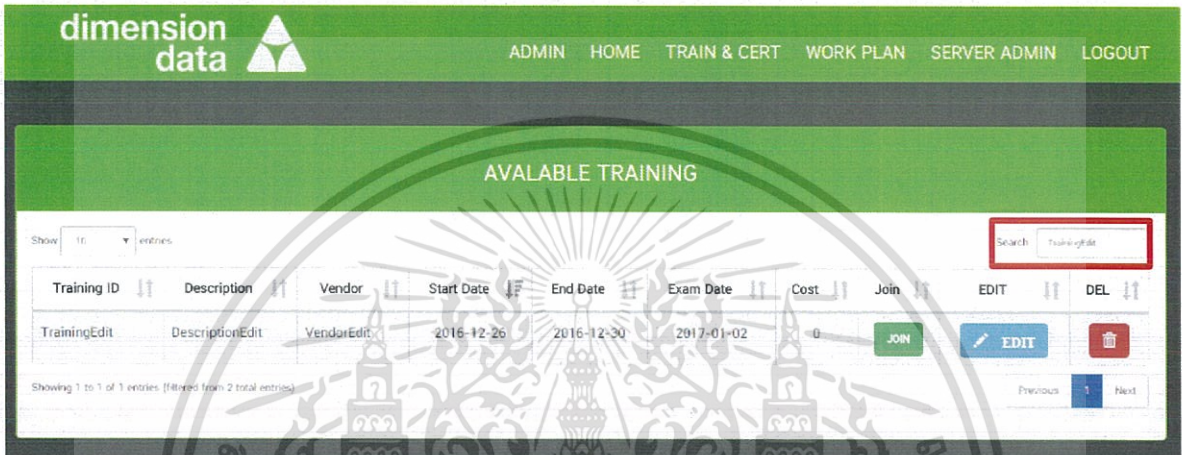 dimension
data
ADMIN HOME TRAIN & CERT WORK PLAN SERVER ADMIN LOGOUT
AVALABLE TRAINING
Show 10 entries
Search TrainingEdit
Training ID Description Vendor Start Date End Date Exam Date Cost Join EDIT DEL
TrainingEdit DescriptionEdit VendorEdit 2016-12-26 2016-12-30 2017-01-02 0 JOIN EDIT
Showing 1 to 1 of 1 entries (filtered from 2 total entries)
Previous 1 Next